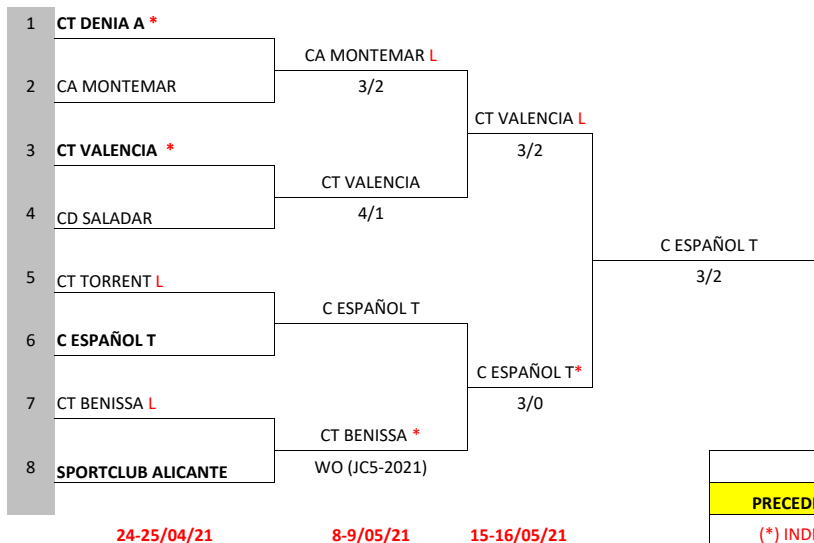 1 CT DENIA A *
CA MONTEMAR L
2 CA MONTEMAR 3/2
CT VALENCIA L
3 CT VALENCIA * 3/2
CT VALENCIA
4 CD SALADAR 4/1
C ESPAÑOL T
5 CT TORRENT L 3/2
C ESPAÑOL T
6 C ESPAÑOL T
C ESPAÑOL T*
7 CT BENISSA L 3/0
CT BENISSA *
8 SPORTCLUB ALICANTE WO (JC5-2021)
24-25/04/21 8-9/05/21 15-16/05/21